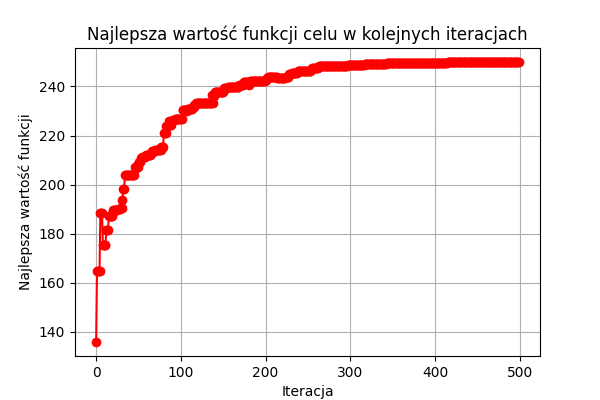 Najlepsza wartość funkcji celu w kolejnych iteracjach
Najlepsza wartość funkcji
240
220
200
180
160
140
0 100 200 300 400 500
Iteracja